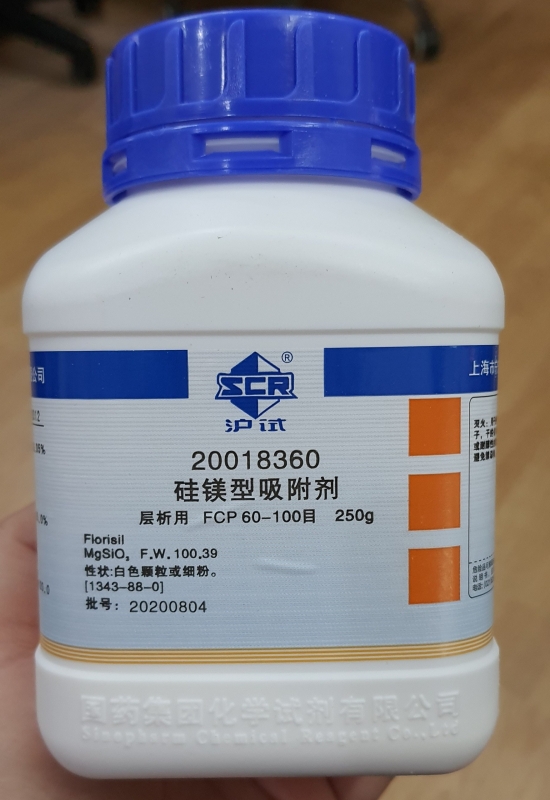 公司
SCR®
沪试
上海市
20018360
硅镁型吸附剂
层析用 FCP 60-100目 250g
Florisil
MgSiO₃ F.W. 100.39
性状:白色颗粒或细粉。
[1343-88-0]
批号: 20200804
国药集团化学试剂有限公司
Sinopharm Chemical Reagent Co.,Ltd